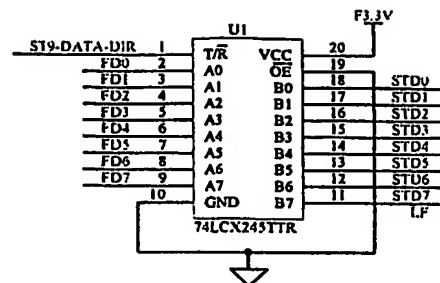 U1
F3.3V
ST9-DATA-DIR 1 T/R VCC 20
FD0 2 A0 OE 19
FD1 3 A1 B0 18 STD0
FD2 4 A2 B1 17 STD1
FD3 5 A3 B2 16 STD2
FD4 6 A4 B3 15 STD3
FD5 7 A5 B4 14 STD4
FD6 8 A6 B5 13 STD5
FD7 9 A7 B6 12 STD6
10 GND B7 11 STD7
LF
74LCX245TTR